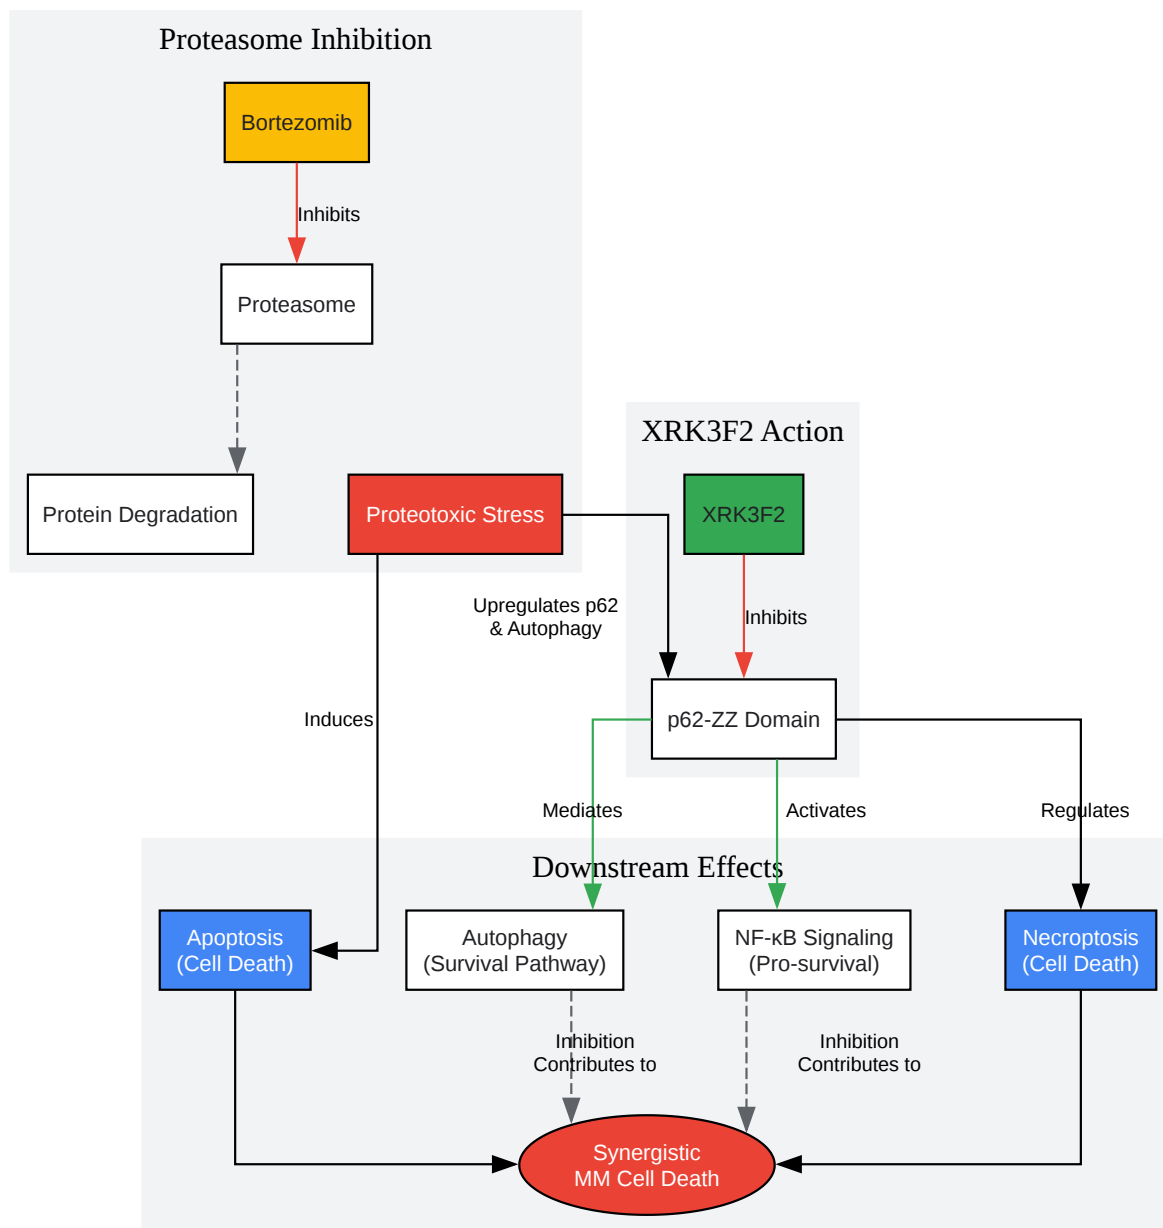 Proteasome Inhibition
Bortezomib
Inhibits
Proteasome
XRK3F2 Action
Protein Degradation
Proteotoxic Stress
XRK3F2
Upregulates p62
& Autophagy
Inhibits
Induces
p62-ZZ Domain
Mediates
Activates
Regulates
Downstream Effects
Apoptosis
(Cell Death)
Autophagy
(Survival Pathway)
NF-κB Signaling
(Pro-survival)
Necroptosis
(Cell Death)
Inhibition
Contributes to
Inhibition
Contributes to
Synergistic
MM Cell Death